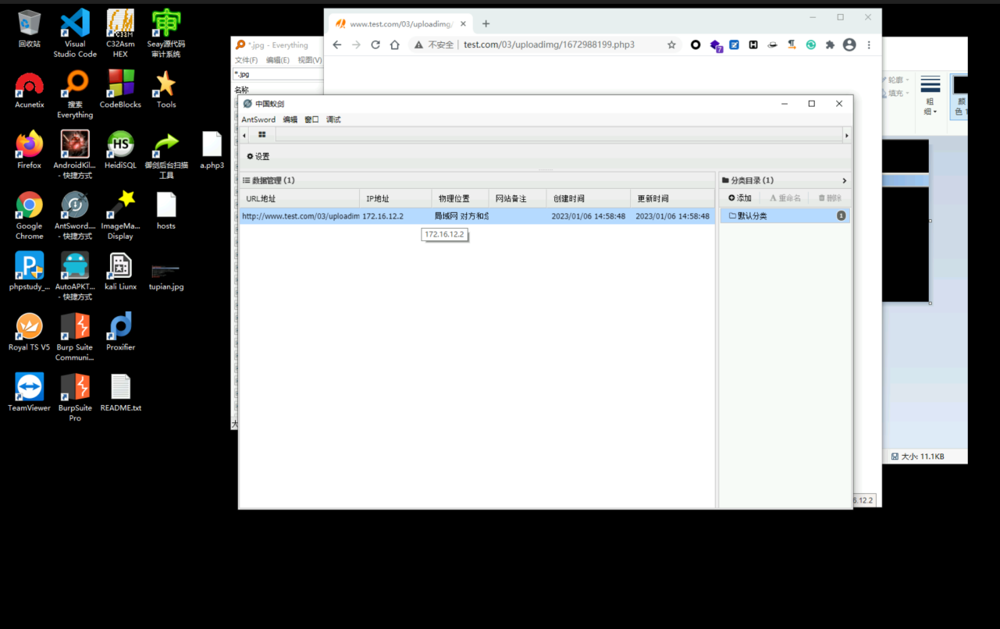 回收站
Visual Studio Code
C32Asm HEX
Seay源代码审计系统
Acunetix
搜索 Everything
CodeBlocks
Tools
Firefox
AndroidKil... - 快捷方式
HeidiSQL
御剑后台扫描工具
a.php3
Google Chrome
AntSword.... - 快捷方式
ImageMa... Display
hosts
phpstudy_...
AutoAPKT... - 快捷方式
kali Liunx
tupian.jpg
Royal TS V5
Burp Suite Communi...
Proxifier
TeamViewer
BurpSuite Pro
README.txt
*.jpg - Everything
文件(F) 编辑(E) 视图(V)
*.jpg
名称
www.test.com/03/uploadimg/
不安全 test.com/03/uploadimg/1672988199.php3
7
中国蚁剑
AntSword 编辑 窗口 调试
设置
数据管理 (1)
URL地址 IP地址 物理位置 网站备注 创建时间 更新时间
http://www.test.com/03/uploadim 172.16.12.2 局域网 对方和您 2023/01/06 14:58:48 2023/01/06 14:58:48
172.16.12.2
分类目录 (1)
添加 A 重命名 删除
默认分类 1
轮廓
填充
粗细
颜色 1
大小: 11.1KB
6.12.2